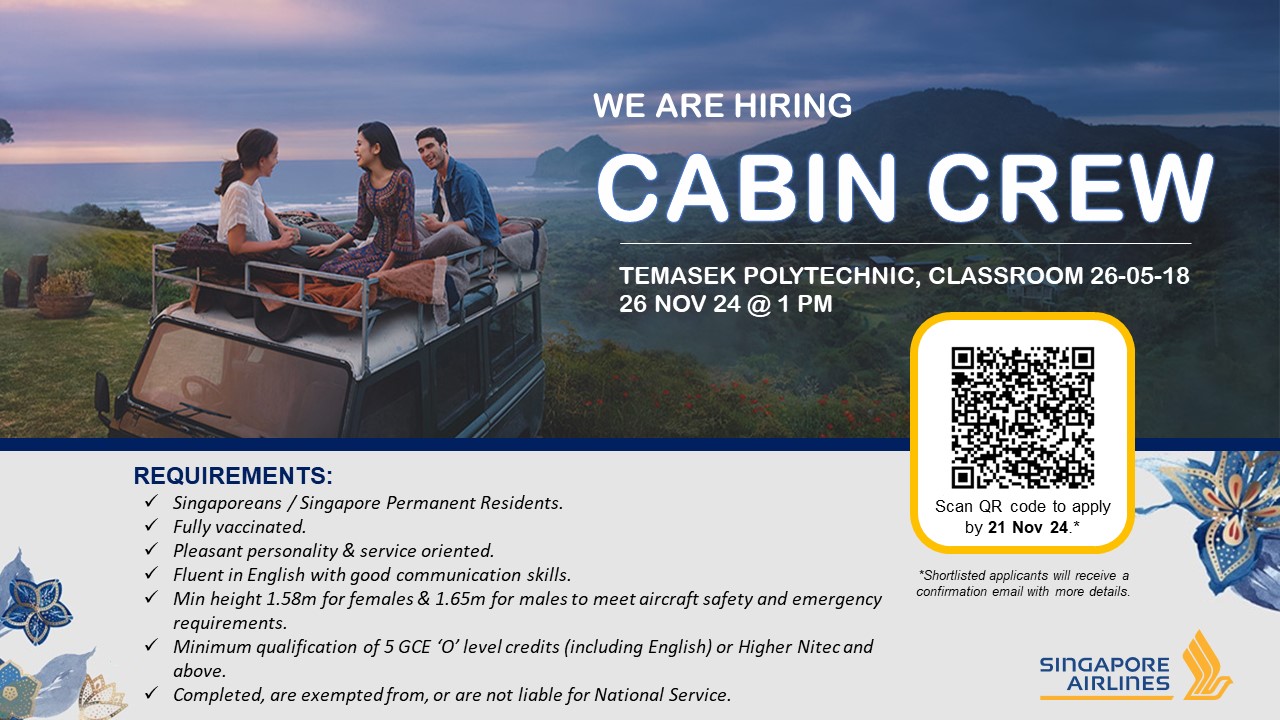 WE ARE HIRING
CABIN CREW
TEMASEK POLYTECHNIC, CLASSROOM 26-05-18
26 NOV 24 @ 1 PM
Scan QR code to apply
by 21 Nov 24.*
*Shortlisted applicants will receive a
confirmation email with more details.
REQUIREMENTS:
✓ Singaporeans / Singapore Permanent Residents.
✓ Fully vaccinated.
✓ Pleasant personality & service oriented.
✓ Fluent in English with good communication skills.
✓ Min height 1.58m for females & 1.65m for males to meet aircraft safety and emergency
requirements.
✓ Minimum qualification of 5 GCE ‘O’ level credits (including English) or Higher Nitec and
above.
✓ Completed, are exempted from, or are not liable for National Service.
SINGAPORE
AIRLINES